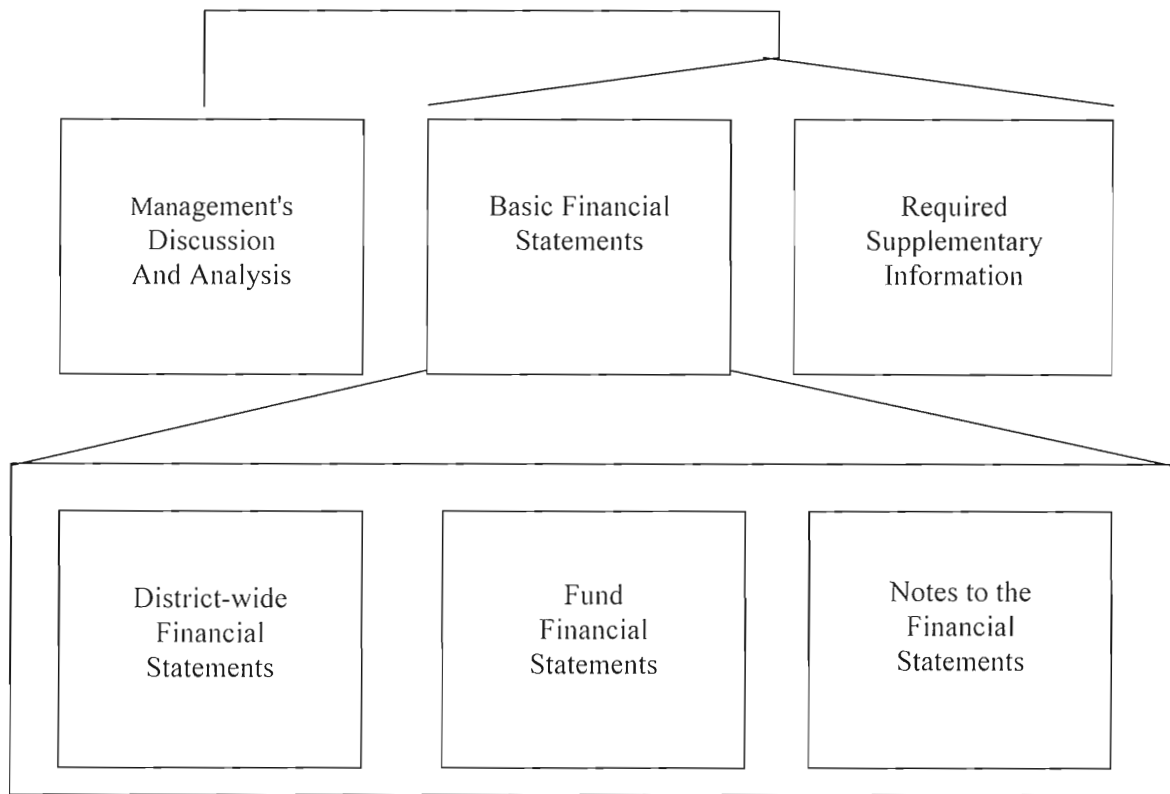 Management's
Discussion
And Analysis
Basic Financial
Statements
Required
Supplementary
Information
District-wide
Financial
Statements
Fund
Financial
Statements
Notes to the
Financial
Statements